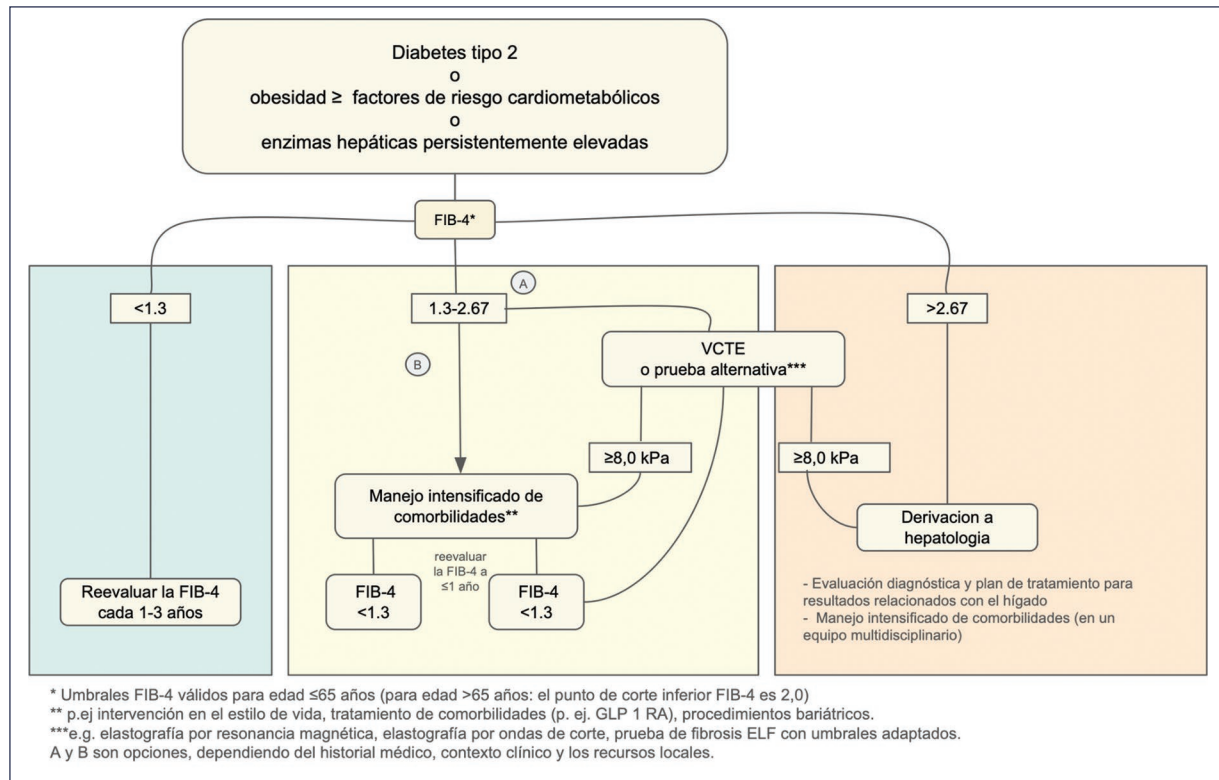 Diabetes tipo 2
o
obesidad ≥ factores de riesgo cardiometabólicos
o
enzimas hepáticas persistentemente elevadas
FIB-4*
<1.3
Reevaluar la FIB-4
cada 1-3 años
A
1.3-2.67
B
VCTE
o prueba alternativa***
≥8,0 kPa
Manejo intensificado de
comorbilidades**
reevaluar
la FIB-4 a
≤1 año
FIB-4
<1.3
FIB-4
<1.3
>2.67
≥8,0 kPa
Derivacion a
hepatologia
- Evaluación diagnóstica y plan de tratamiento para
resultados relacionados con el hígado
- Manejo intensificado de comorbilidades (en un
equipo multidisciplinario)
* Umbrales FIB-4 válidos para edad ≤65 años (para edad >65 años: el punto de corte inferior FIB-4 es 2,0)
** p.ej intervención en el estilo de vida, tratamiento de comorbilidades (p. ej. GLP 1 RA), procedimientos bariátricos.
***e.g. elastografía por resonancia magnética, elastografía por ondas de corte, prueba de fibrosis ELF con umbrales adaptados.
A y B son opciones, dependiendo del historial médico, contexto clínico y los recursos locales.